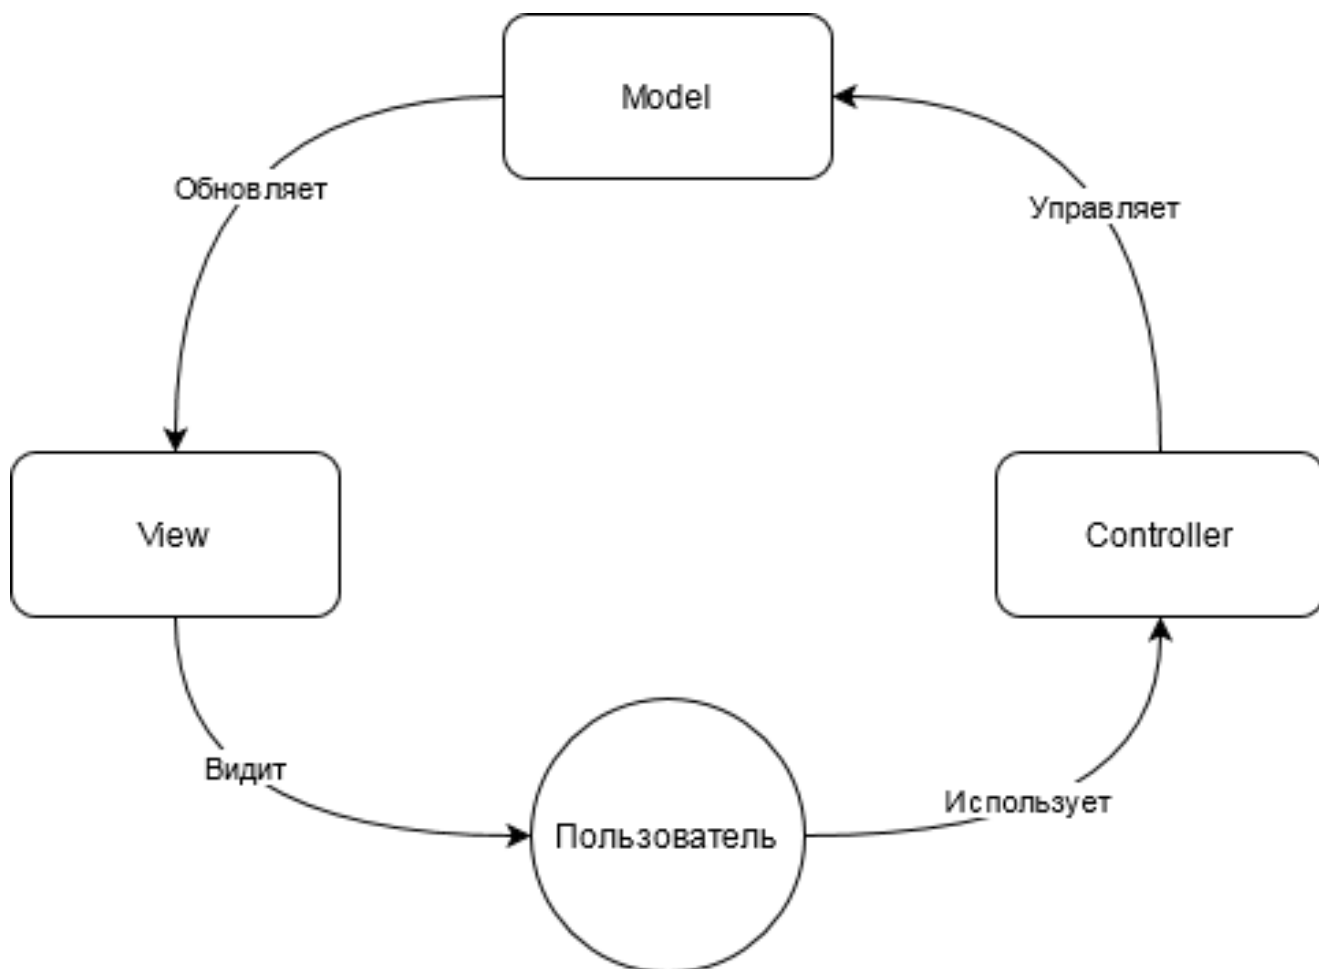 Model
Обновляет
Управляет
View
Controller
Видит
Использует
Пользователь